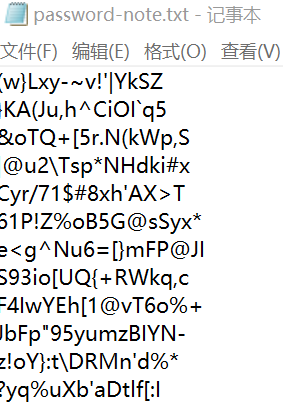 password-note.txt - 记事本
文件(F) 编辑(E) 格式(O) 查看(V)
(w}Lxy-~v!'|YkSZ
}KA(Ju,h^CiOI`q5
&oTQ+[5r.N(kWp,S
|@u2\Tsp*NHdki#x
Cyr/71$#8xh'AX>T
61P!Z%oB5G@sSyx*
e<g^Nu6=[}mFP@JI
S93io[UQ{+RWkq,c
F4IwYEh[1@vT6o%+
JbFp"95yumzBIYN-
z!oY}:t\DRMn'd%*
?yq%uXb'aDtlf[:I